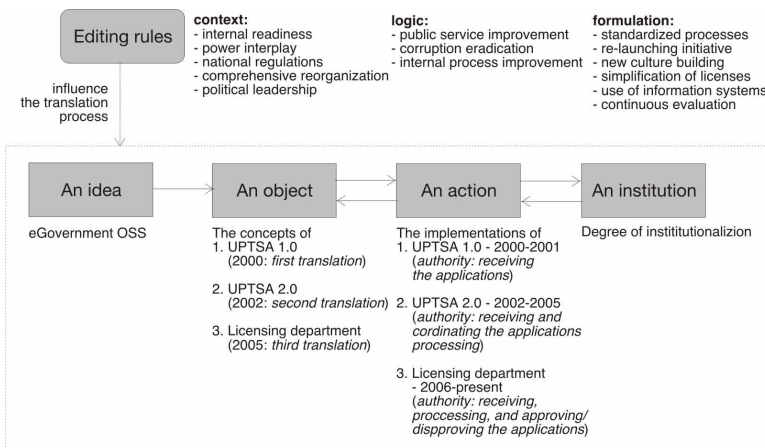 Editing rules
context:
- internal readiness
- power interplay
- national regulations
- comprehensive reorganization
- political leadership
logic:
- public service improvement
- corruption eradication
- internal process improvement
formulation:
- standardized processes
- re-launching initiative
- new culture building
- simplification of licenses
- use of information systems
- continuous evaluation
influence
the translation
process
An idea
eGovernment OSS
An object
The concepts of
1. UPTSA 1.0
(2000: first translation)
2. UPTSA 2.0
(2002: second translation)
3. Licensing department
(2005: third translation)
An action
The implementations of
1. UPTSA 1.0 - 2000-2001
(authority: receiving
the applications)
2. UPTSA 2.0 - 2002-2005
(authority: receiving and
cordinating the applications
processing)
3. Licensing department
- 2006-present
(authority: receiving,
proccessing, and approving/
dispproving the applications)
An institution
Degree of instititutionalizion